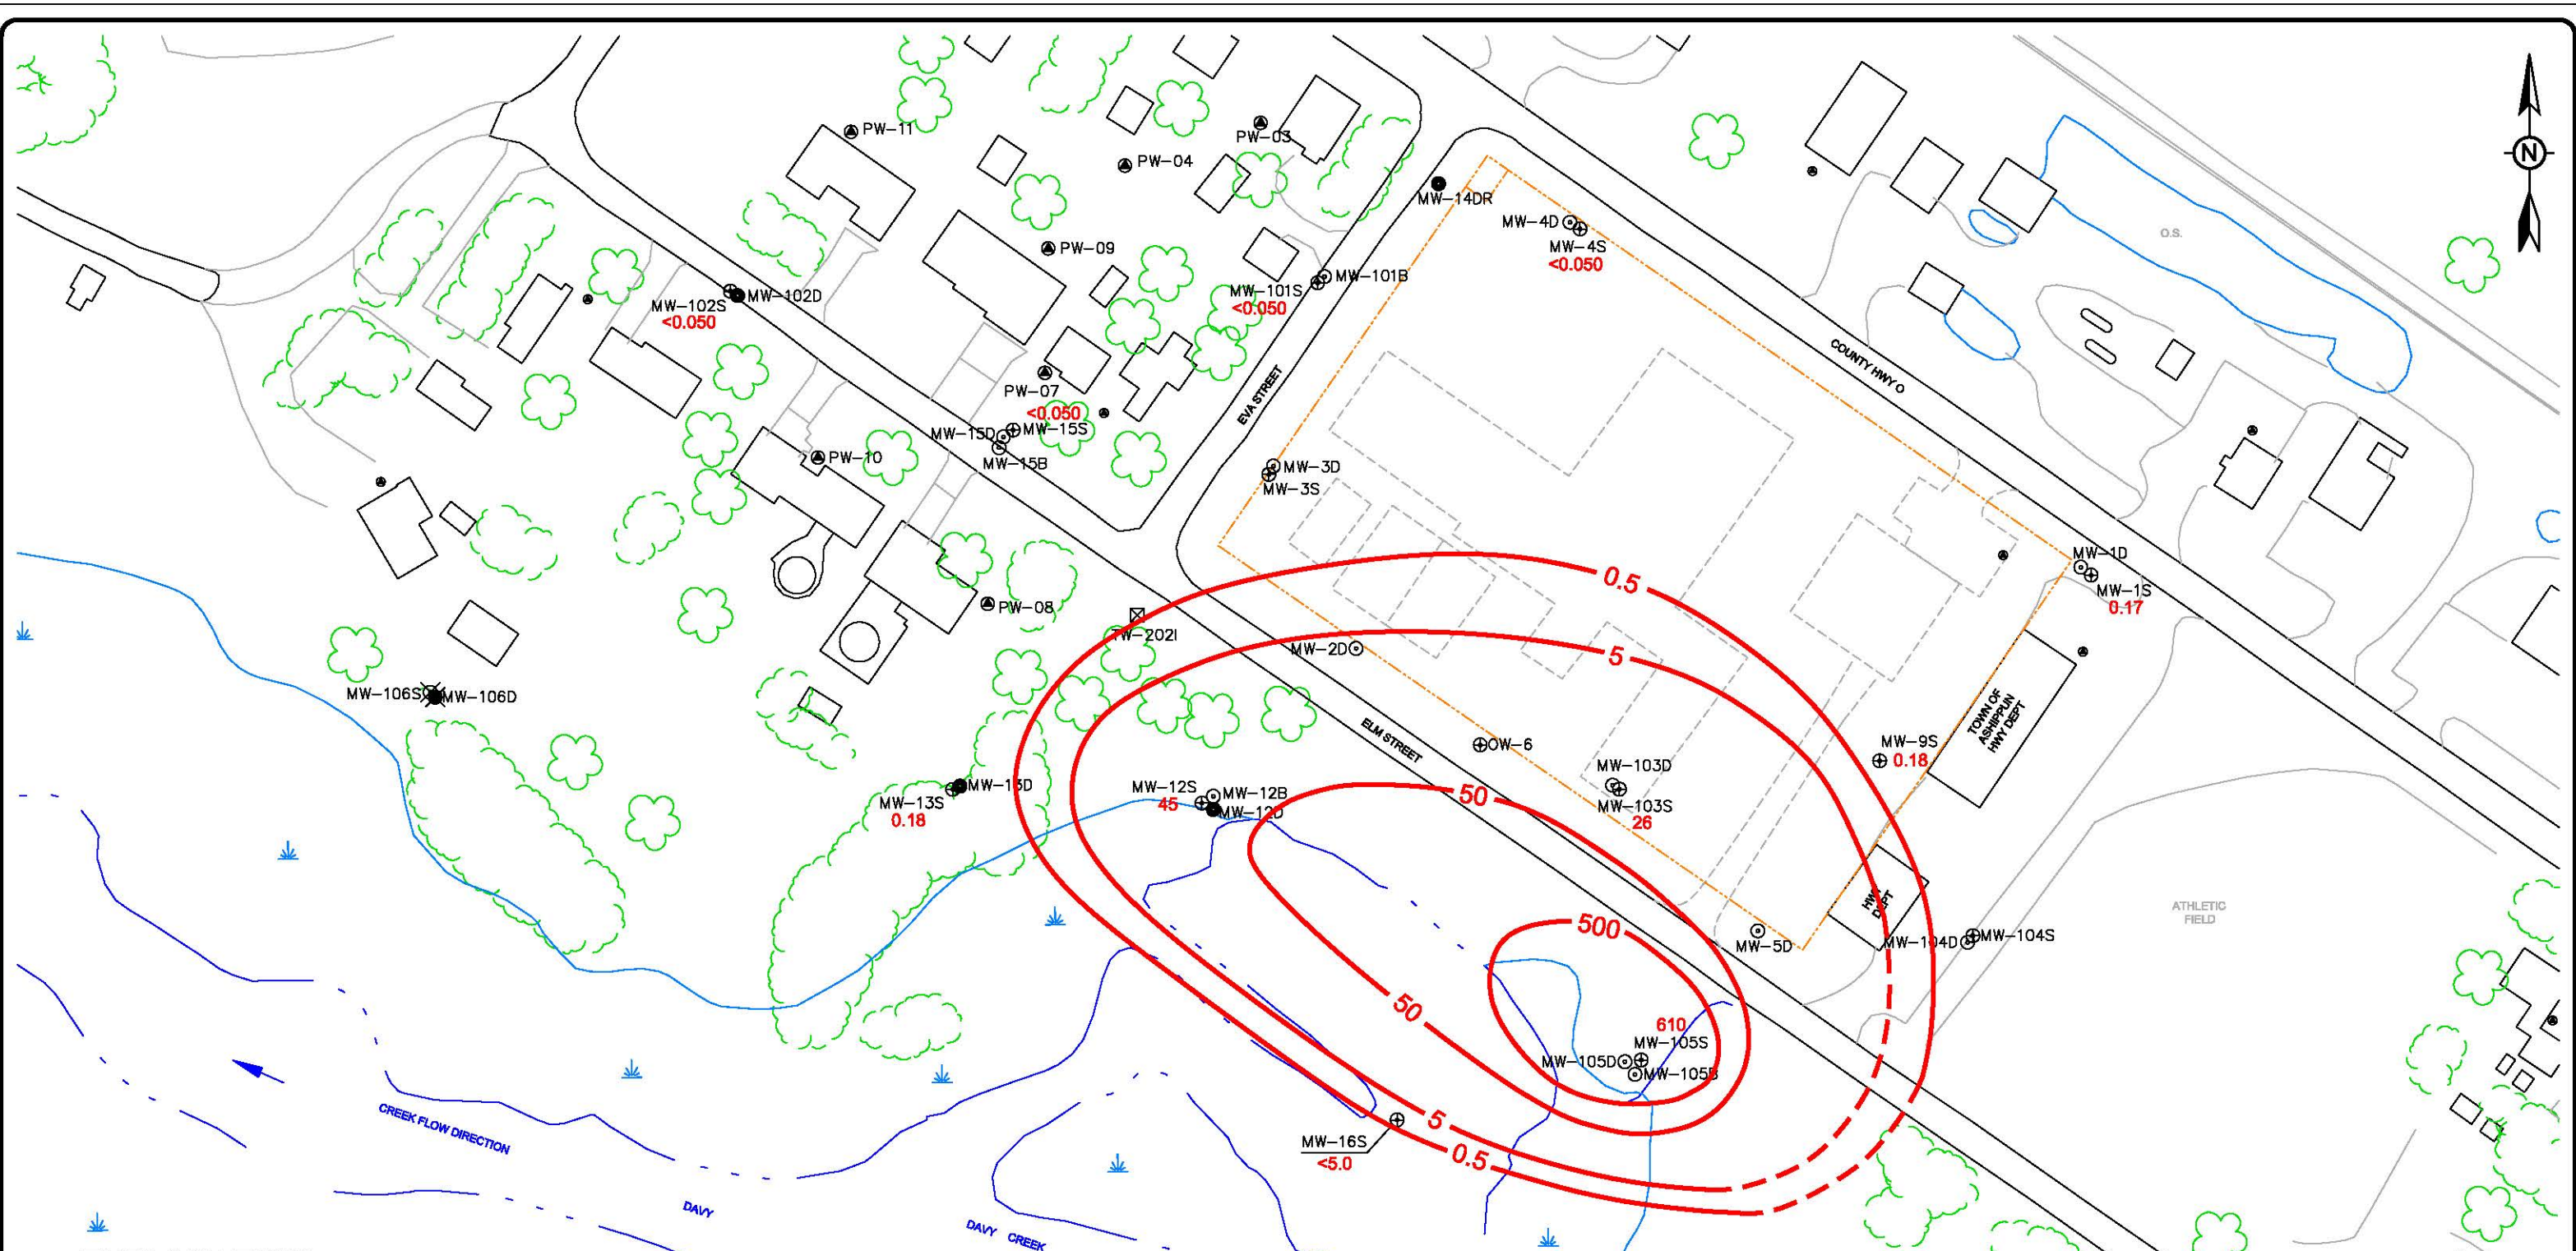 PW-11
PW-03
PW-04
N
MW-14DR
MW-4D
MW-4S
<0.050
O.S.
PW-09
MW-101B
MW-101S
<0.050
MW-102S
MW-102D
<0.050
COUNTY HWY O
EVA STREET
PW-07
<0.050
MW-15D
MW-15S
MW-15B
PW-10
MW-3D
MW-3S
MW-1D
MW-1S
0.17
0.5
PW-08
TW-202I
MW-2D
5
MW-106S
MW-106D
TOWN OF
ASHIPPUN
HWY DEPT
ELM STREET
OW-6
MW-9S
0.18
MW-103D
MW-103S
26
MW-13D
MW-13S
0.18
MW-12S
45
MW-12B
MW-12D
50
HWY
DEPT
ATHLETIC
FIELD
500
MW-5D
MW-104D
MW-104S
50
610
MW-105S
MW-105D
MW-105B
CREEK FLOW DIRECTION
5
MW-16S
<5.0
0.5
DAVY
DAVY CREEK